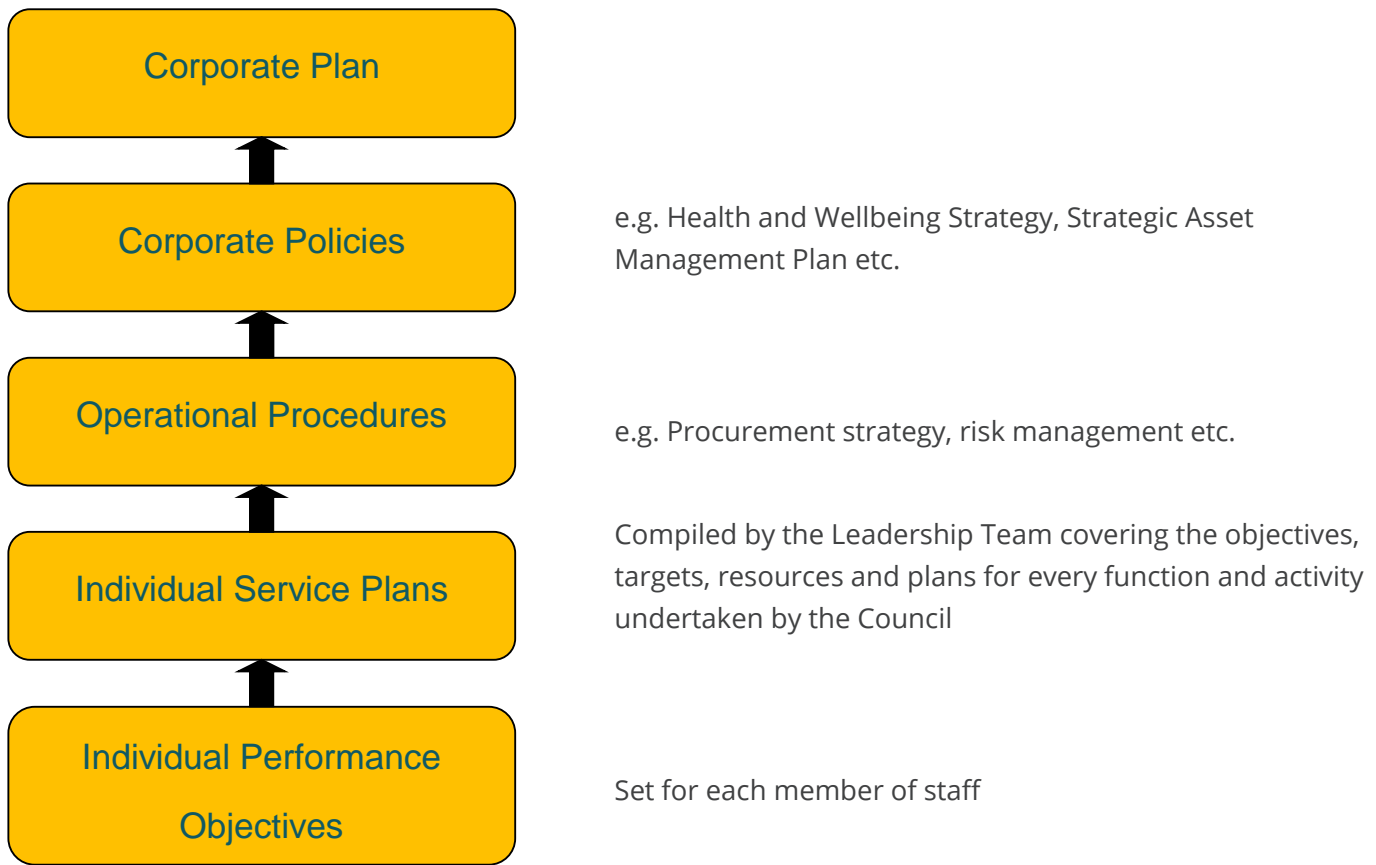 Corporate Plan
Corporate Policies
e.g. Health and Wellbeing Strategy, Strategic Asset
Management Plan etc.
Operational Procedures
e.g. Procurement strategy, risk management etc.
Individual Service Plans
Compiled by the Leadership Team covering the objectives,
targets, resources and plans for every function and activity
undertaken by the Council
Individual Performance
Objectives
Set for each member of staff